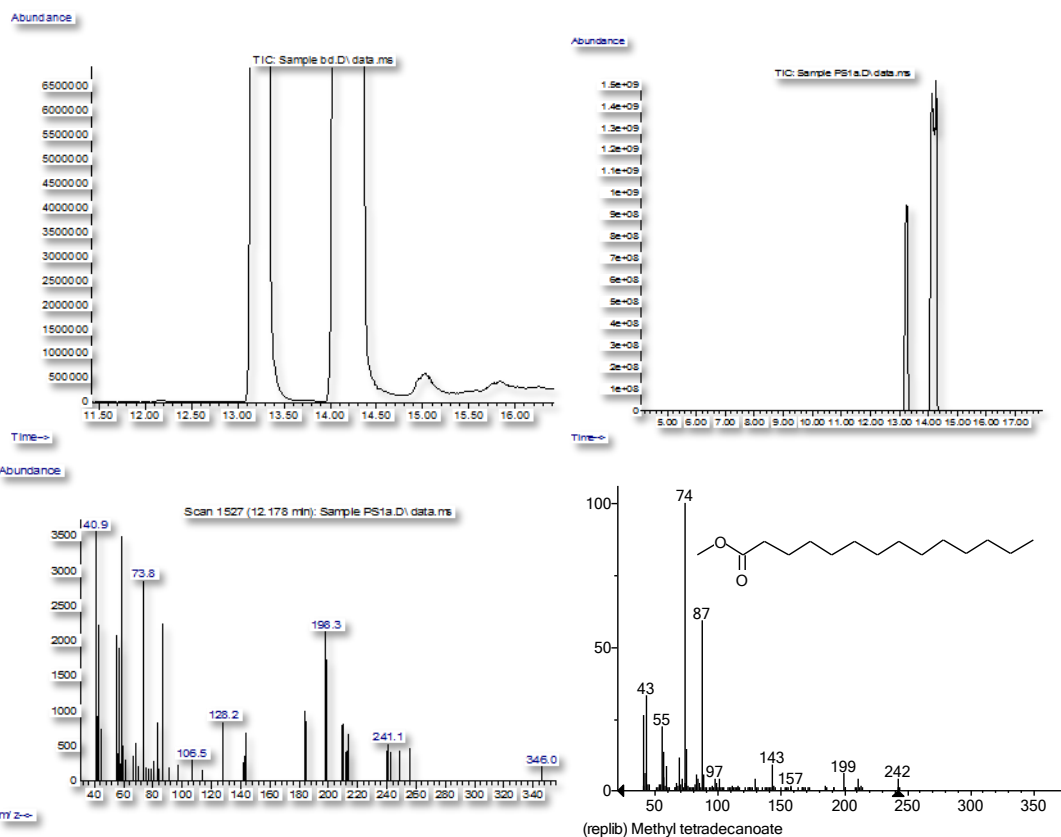 Abundance
TIC: Sample bd.D\data.ms
6500000
6000000
5500000
5000000
4500000
4000000
3500000
3000000
2500000
2000000
1500000
1000000
500000
0
11.50 12.00 12.50 13.00 13.50 14.00 14.50 15.00 15.50 16.00
Time-->
Abundance
TIC: Sample PS1a.D\data.ms
1.5e+09
1.4e+09
1.3e+09
1.2e+09
1.1e+09
1e+09
9e+08
8e+08
7e+08
6e+08
5e+08
4e+08
3e+08
2e+08
1e+08
0
5.00 6.00 7.00 8.00 9.00 10.00 11.00 12.00 13.00 14.00 15.00 16.00 17.00
Time-->
Abundance
Scan 1527 (12.178 min): Sample PS1a.D\data.ms
3500
3000
2500
2000
1500
1000
500
0
40.9
73.8
106.5
128.2
198.3
241.1
346.0
40 60 80 100 120 140 160 180 200 220 240 260 280 300 320 340
m/z-->
100
50
0
74
O
O
87
43
55
97
143
157
199
242
50 100 150 200 250 300 350
(replib) Methyl tetradecanoate